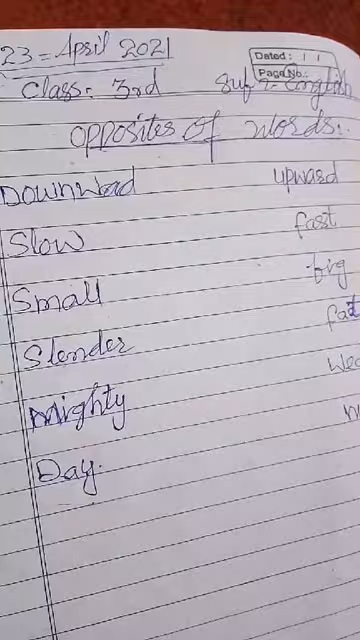 23 - April 2021
Dated: / /
Page No.
Class: 3rd Sub: English
Opposites of words:
Downwad upward
Slow fast
Small big
Slender fat
Mighty
Day.